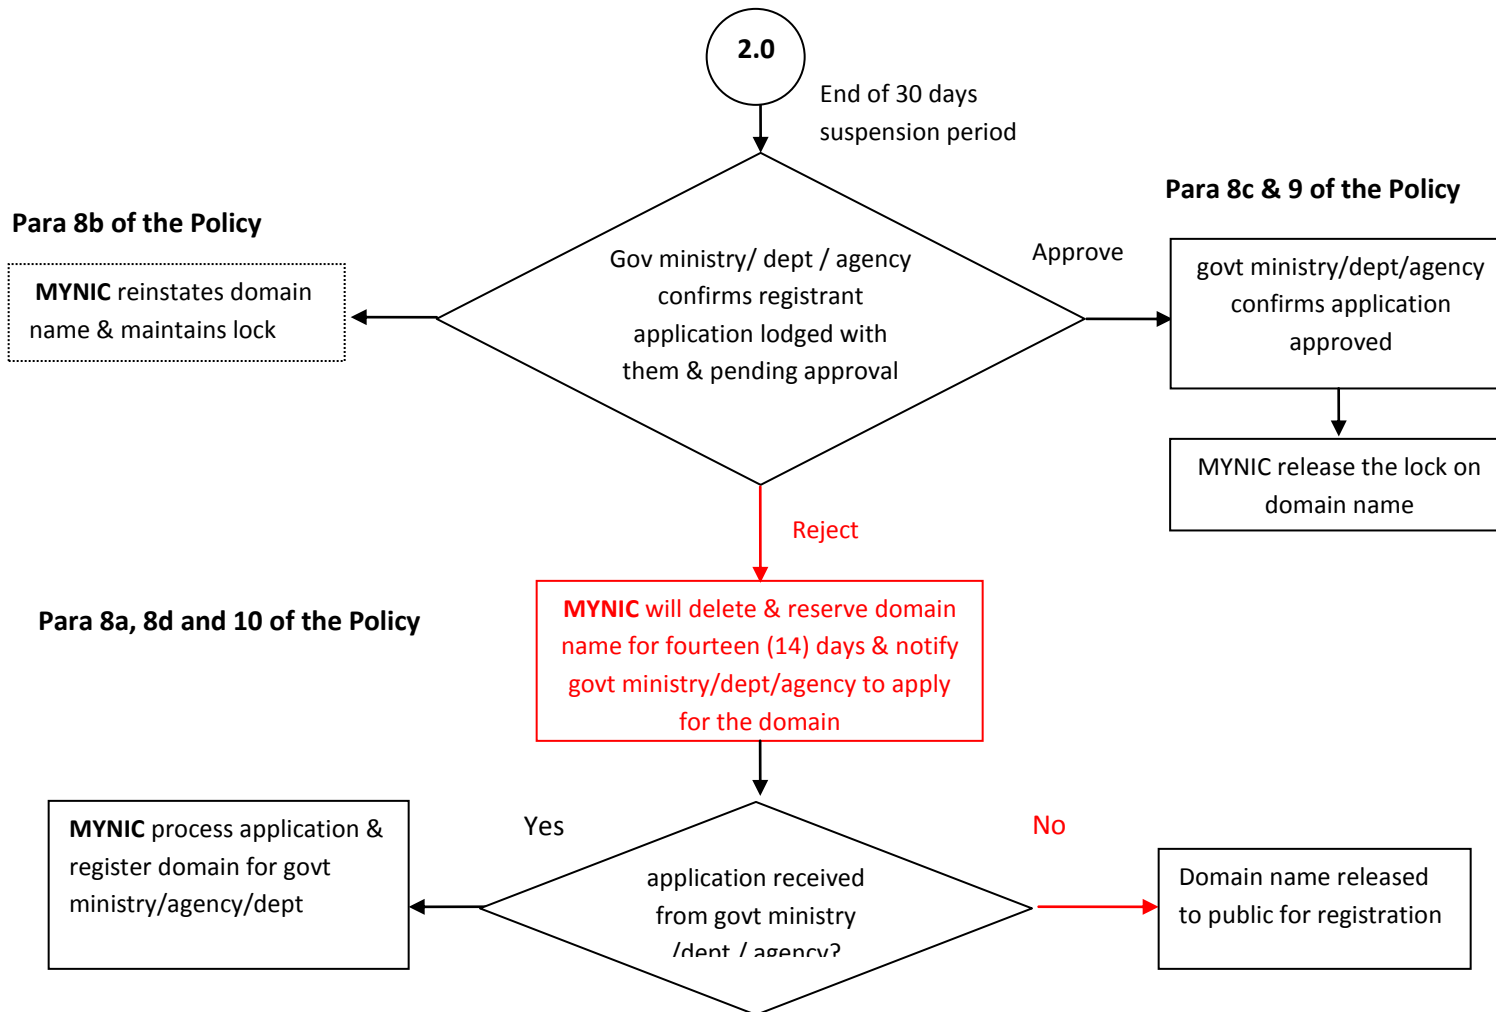 2.0
End of 30 days
suspension period
Para 8c & 9 of the Policy
Para 8b of the Policy
MYNIC reinstates domain
name & maintains lock
Gov ministry/ dept / agency
confirms registrant
application lodged with
them & pending approval
Approve
govt ministry/dept/agency
confirms application
approved
MYNIC release the lock on
domain name
Reject
Para 8a, 8d and 10 of the Policy
MYNIC will delete & reserve domain
name for fourteen (14) days & notify
govt ministry/dept/agency to apply
for the domain
Yes
No
MYNIC process application &
register domain for govt
ministry/agency/dept
application received
from govt ministry
/dept / agency?
Domain name released
to public for registration